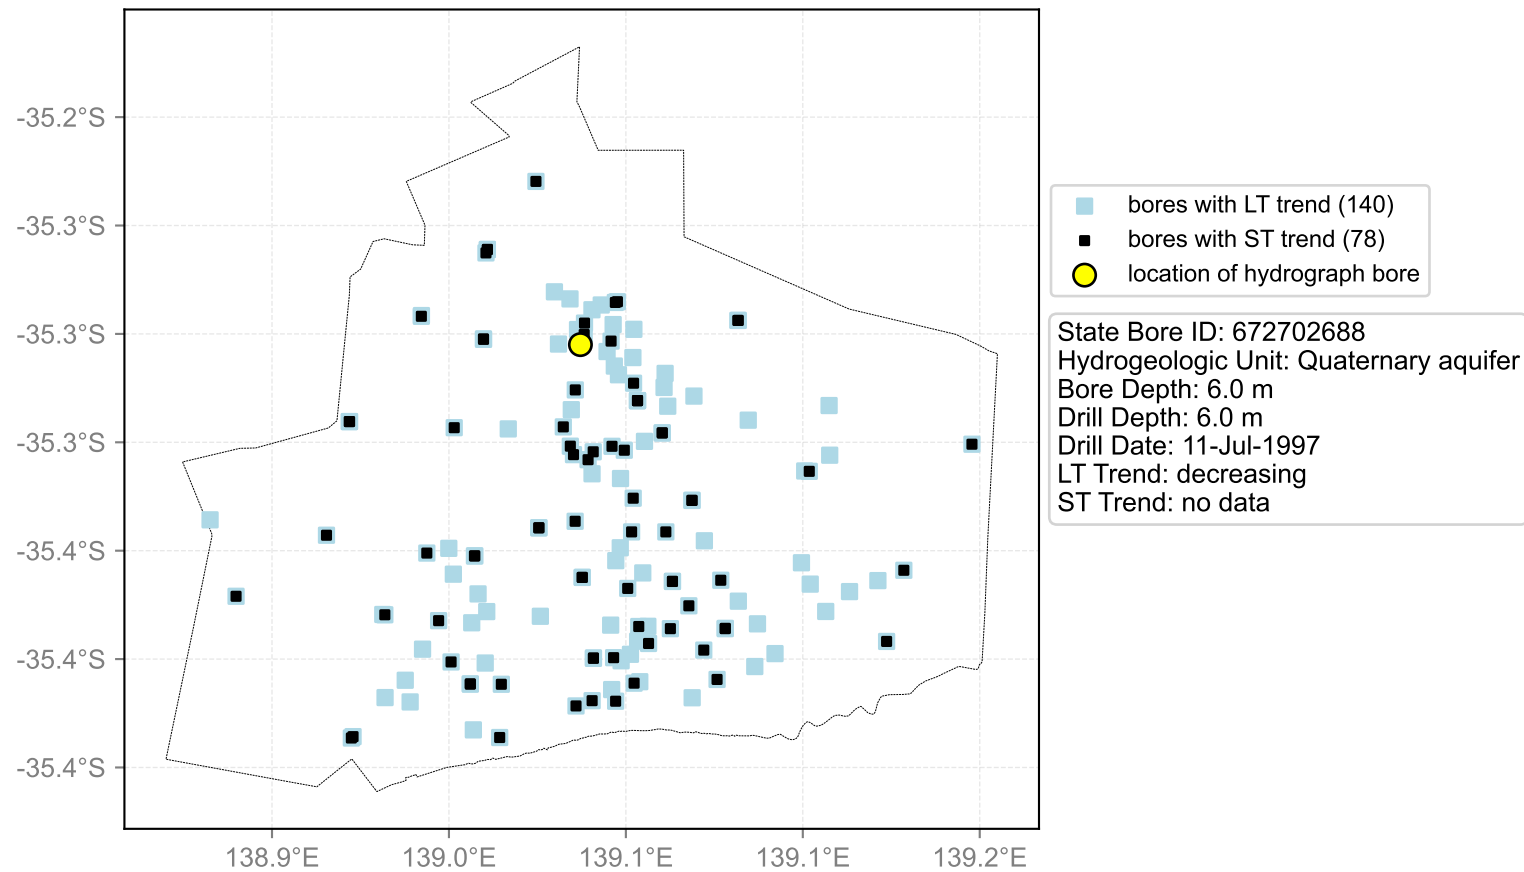 -35.2°S
-35.3°S
-35.3°S
-35.3°S
-35.4°S
-35.4°S
-35.4°S
138.9°E
139.0°E
139.1°E
139.1°E
139.2°E
bores with LT trend (140)
bores with ST trend (78)
location of hydrograph bore
State Bore ID: 672702688
Hydrogeologic Unit: Quaternary aquifer
Bore Depth: 6.0 m
Drill Depth: 6.0 m
Drill Date: 11-Jul-1997
LT Trend: decreasing
ST Trend: no data